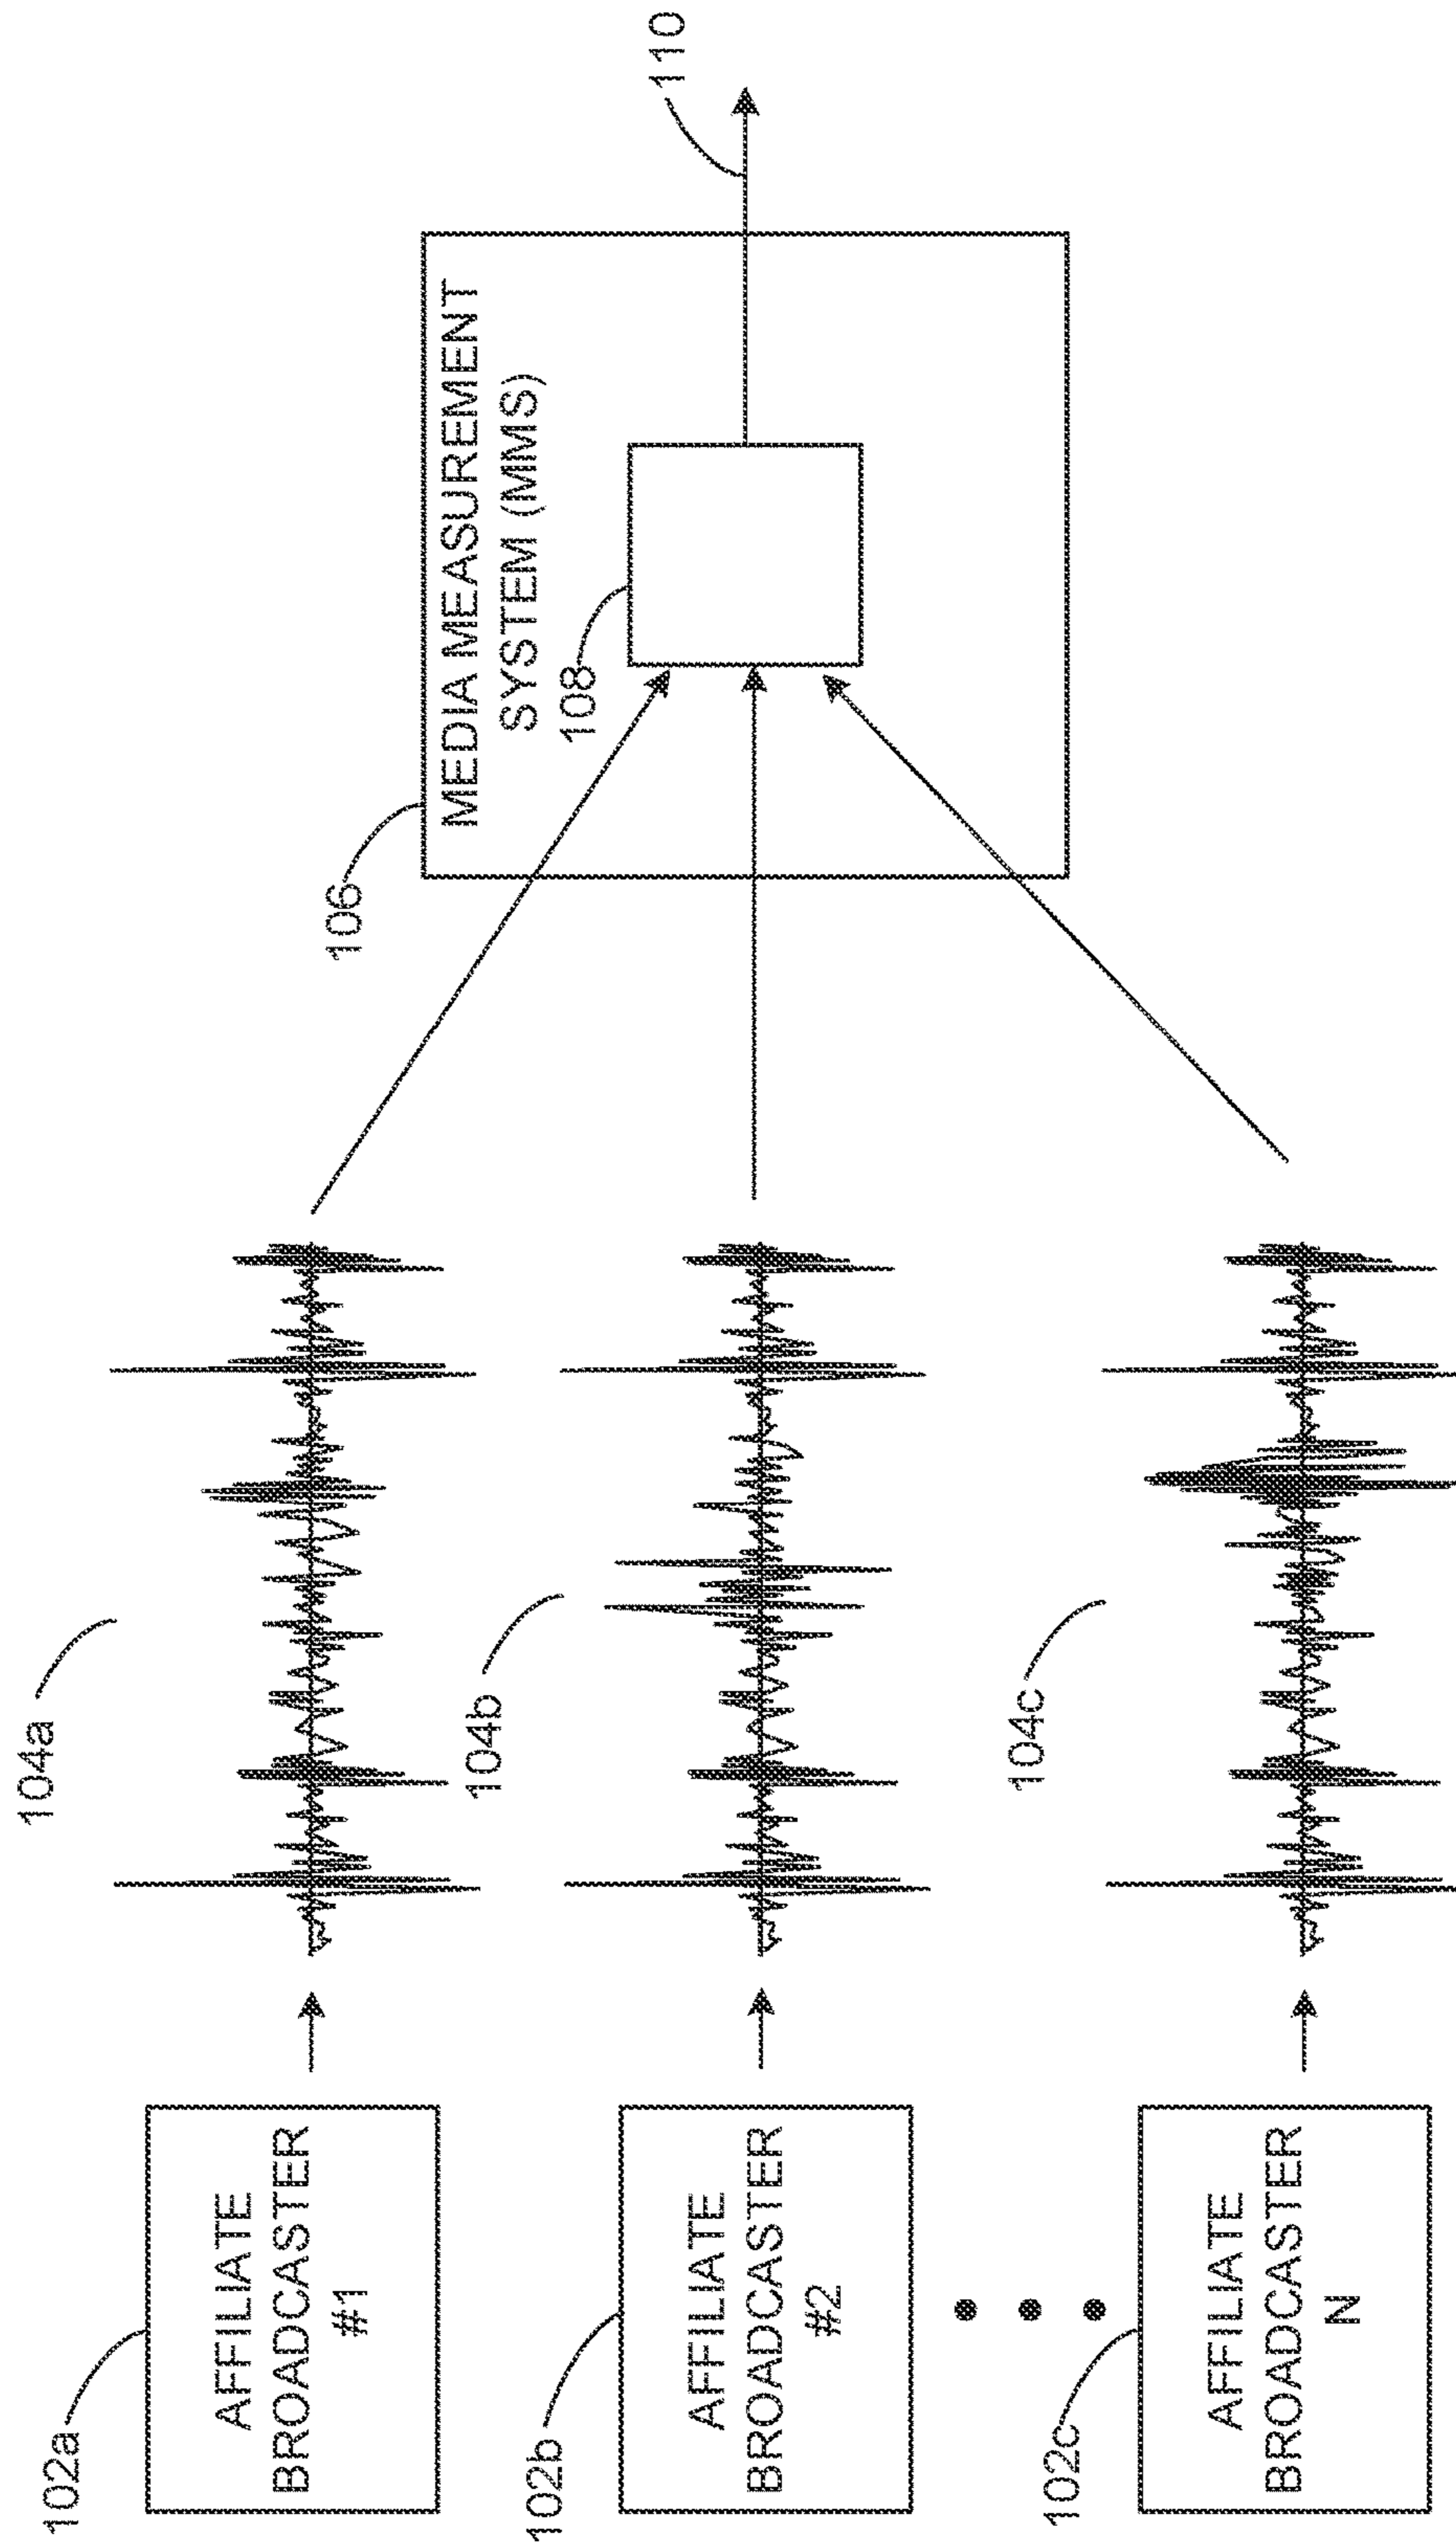 102a
AFFILIATE
BROADCASTER
#1
104a
102b
AFFILIATE
BROADCASTER
#2
104b
102c
AFFILIATE
BROADCASTER
N
104c
106
MEDIA MEASUREMENT
SYSTEM (MMS)
108
110